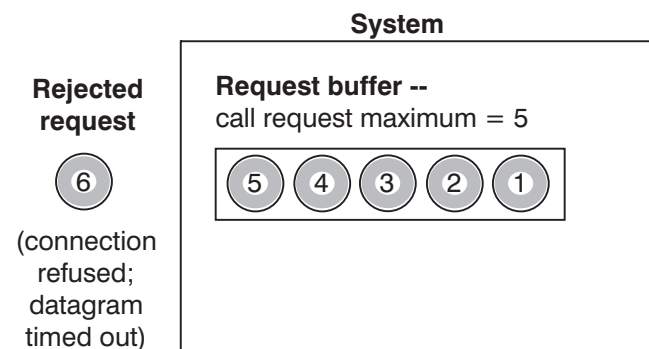 System
Rejected
request
6
(connection
refused;
datagram
timed out)
Request buffer --
call request maximum = 5
5 4 3 2 1